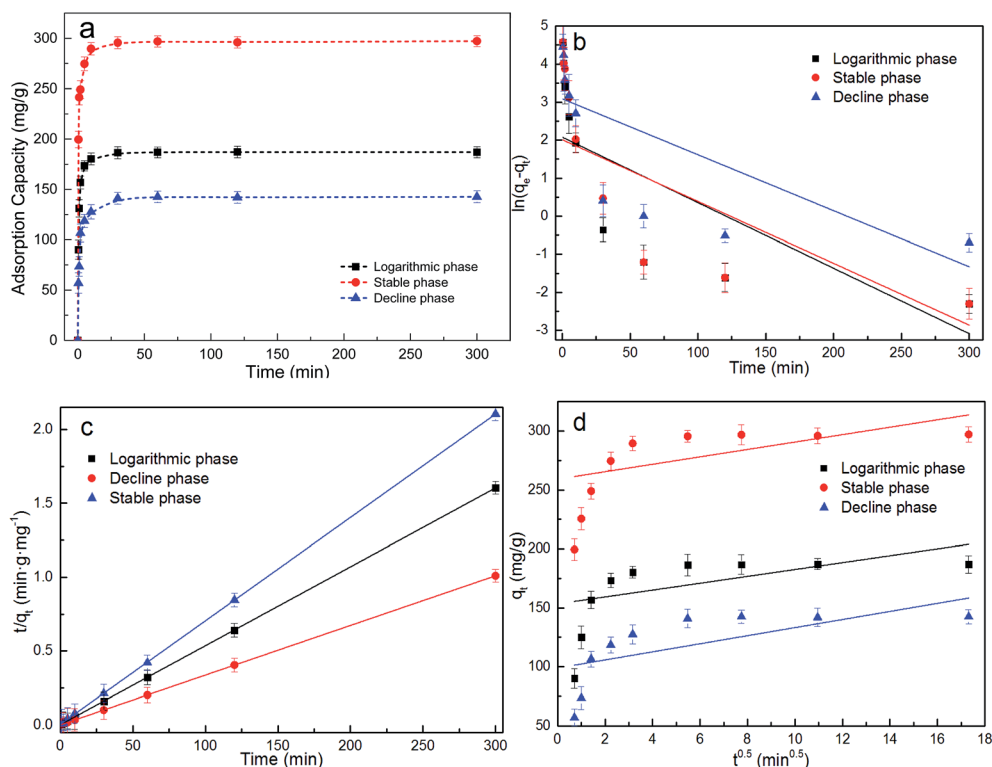 a
Adsorption Capacity (mg/g)
300
250
200
150
100
50
0
Logarithmic phase
Stable phase
Decline phase
0 50 100 150 200 250 300
Time (min)
b
ln(qe-qt)
5
4
3
2
1
0
-1
-2
-3
Logarithmic phase
Stable phase
Decline phase
0 50 100 150 200 250 300
Time (min)
c
t/qt (min·g·mg-1)
2.0
1.5
1.0
0.5
0.0
Logarithmic phase
Decline phase
Stable phase
0 50 100 150 200 250 300
Time (min)
d
qt (mg/g)
400
350
300
250
200
150
100
50
Logarithmic phase
Stable phase
Decline phase
0 2 4 6 8 10 12 14 16 18
t0.5 (min0.5)